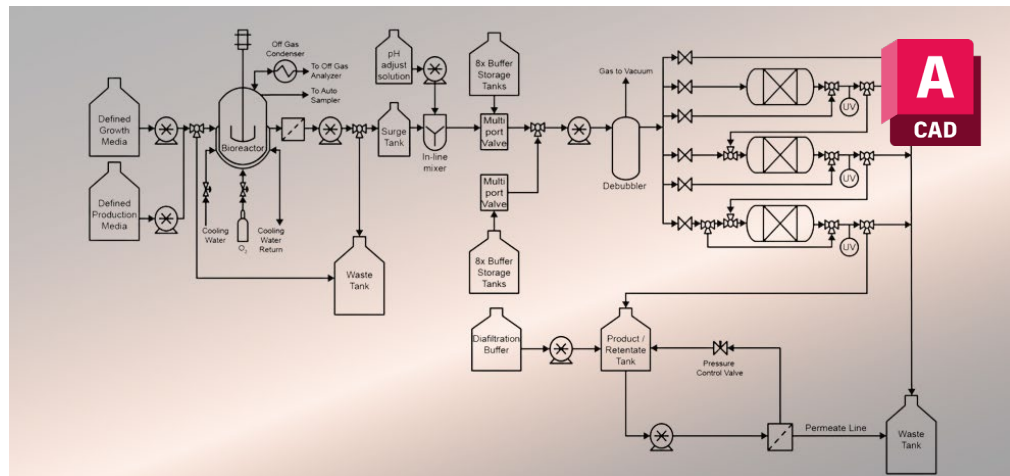 Off Gas
Condenser
To Off Gas
Analyzer
To Auto
Sampler
pH
adjust
solution
8x Buffer
Storage
Tanks
Gas to Vacuum
A
CAD
Defined
Growth
Media
Bioreactor
Surge
Tank
In-line
mixer
Multi
port
Valve
Debubbler
UV
UV
UV
Defined
Production
Media
Cooling
Water
O2
Cooling
Water
Return
Multi
port
Valve
Waste
Tank
8x Buffer
Storage
Tanks
Diafiltration
Buffer
Product /
Retentate
Tank
Pressure
Control Valve
Permeate Line
Waste
Tank